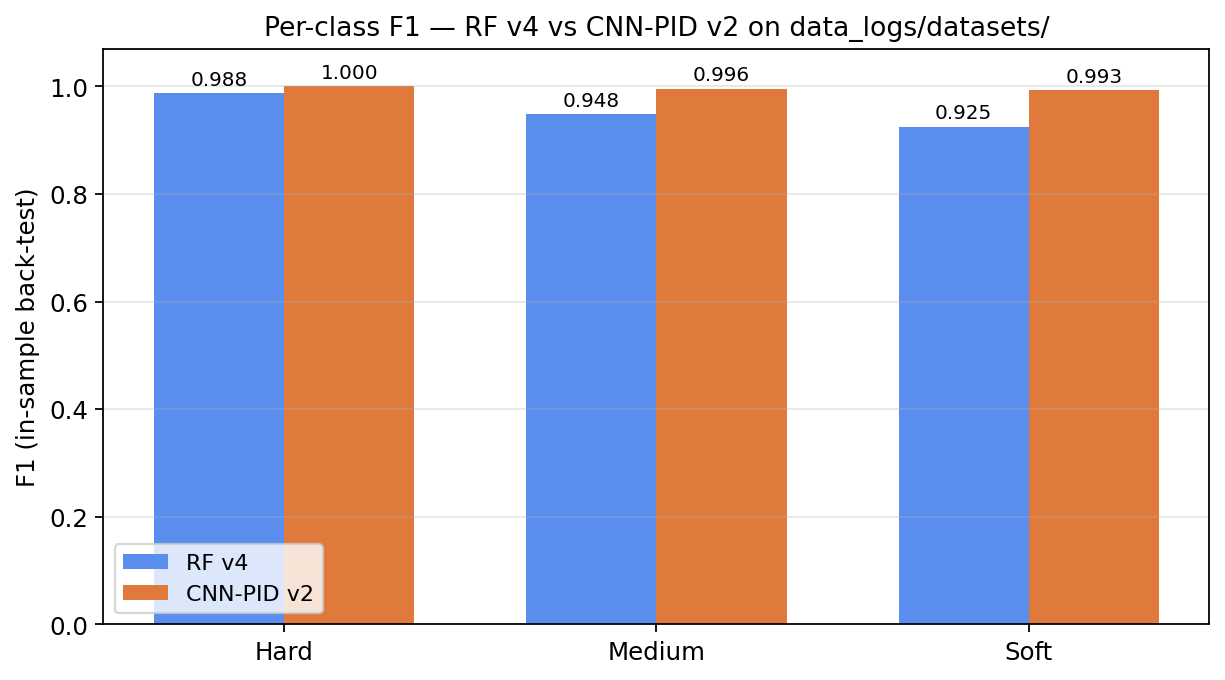 Per-class F1 — RF v4 vs CNN-PID v2 on data_logs/datasets/
F1 (in-sample back-test)
1.0
0.8
0.6
0.4
0.2
0.0
0.988
1.000
0.948
0.996
0.925
0.993
RF v4
CNN-PID v2
Hard
Medium
Soft